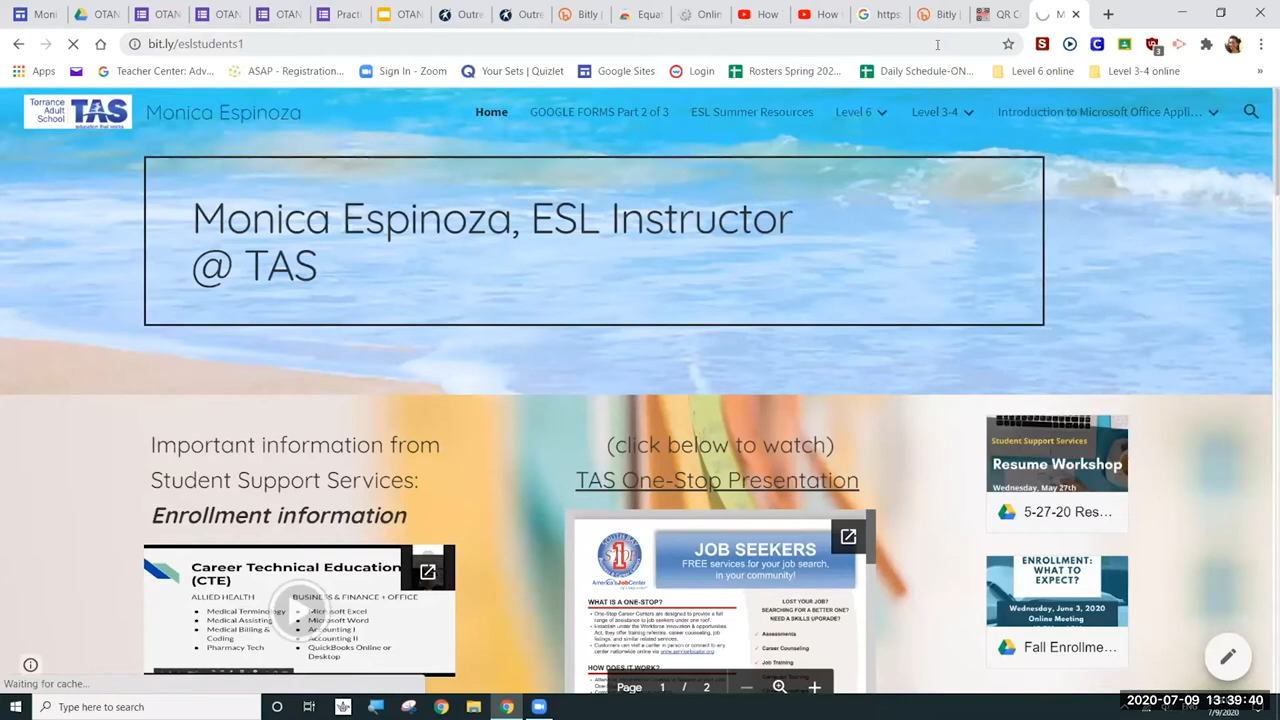 Moni
OTAN
OTAN
OTAN
OTAN
Practi
OTAN
Outre
Outre
Bitly |
Equat
Onlin
How
How t
https:
Bitly |
QR C
M
bit.ly/eslstudents1
3
Apps
Teacher Center: Adv...
ASAP - Registration...
Sign In - Zoom
Your Sets | Quizlet
Google Sites
Login
Rosters Spring 202...
Daily Schedule-ON...
Level 6 online
Level 3-4 online
»
Torrance Adult School TAS
education that works
Monica Espinoza
Home
GOOGLE FORMS Part 2 of 3
ESL Summer Resources
Level 6
Level 3-4
Introduction to Microsoft Office Appli...
Monica Espinoza, ESL Instructor
@ TAS
Important information from
Student Support Services:
Enrollment information
Career Technical Education
(CTE)
ALLIED HEALTH
BUSINESS & FINANCE + OFFICE
Medical Terminology
Medical Assisting
Medical Billing &
Coding
Pharmacy Tech
Microsoft Excel
Microsoft Word
Accounting I
Accounting II
QuickBooks Online or
Desktop
(click below to watch)
TAS One-Stop Presentation
America'sJobCenter
JOB SEEKERS
FREE services for your job search,
in your community!
WHAT IS A ONE-STOP?
HOW DOES IT WORK?
LOST YOUR JOB?
SEARCHING FOR A BETTER ONE?
NEED A SKILLS UPGRADE?
Assessments
Career Counseling
Job Training
Page 1 / 2
Student Support Services
Resume Workshop
Wednesday, May 27th
5-27-20 Res...
ENROLLMENT:
WHAT TO
EXPECT?
Wednesday, June 3, 2020
Online Meeting
Fall Enrollme...
Waiting for cache...
Type here to search
2020-07-09 13:39:40
7/9/2020